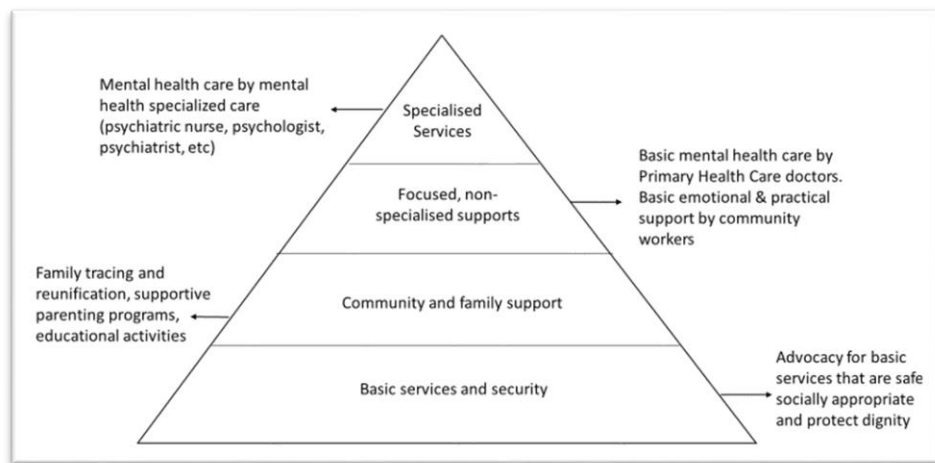 Mental health care by mental
health specialized care
(psychiatric nurse, psychologist,
psychiatrist, etc)
Specialised
Services
Basic mental health care by
Primary Health Care doctors.
Basic emotional & practical
support by community
workers
Focused, non-
specialised supports
Family tracing and
reunification, supportive
parenting programs,
educational activities
Community and family support
Basic services and security
Advocacy for basic
services that are safe
socially appropriate
and protect dignity